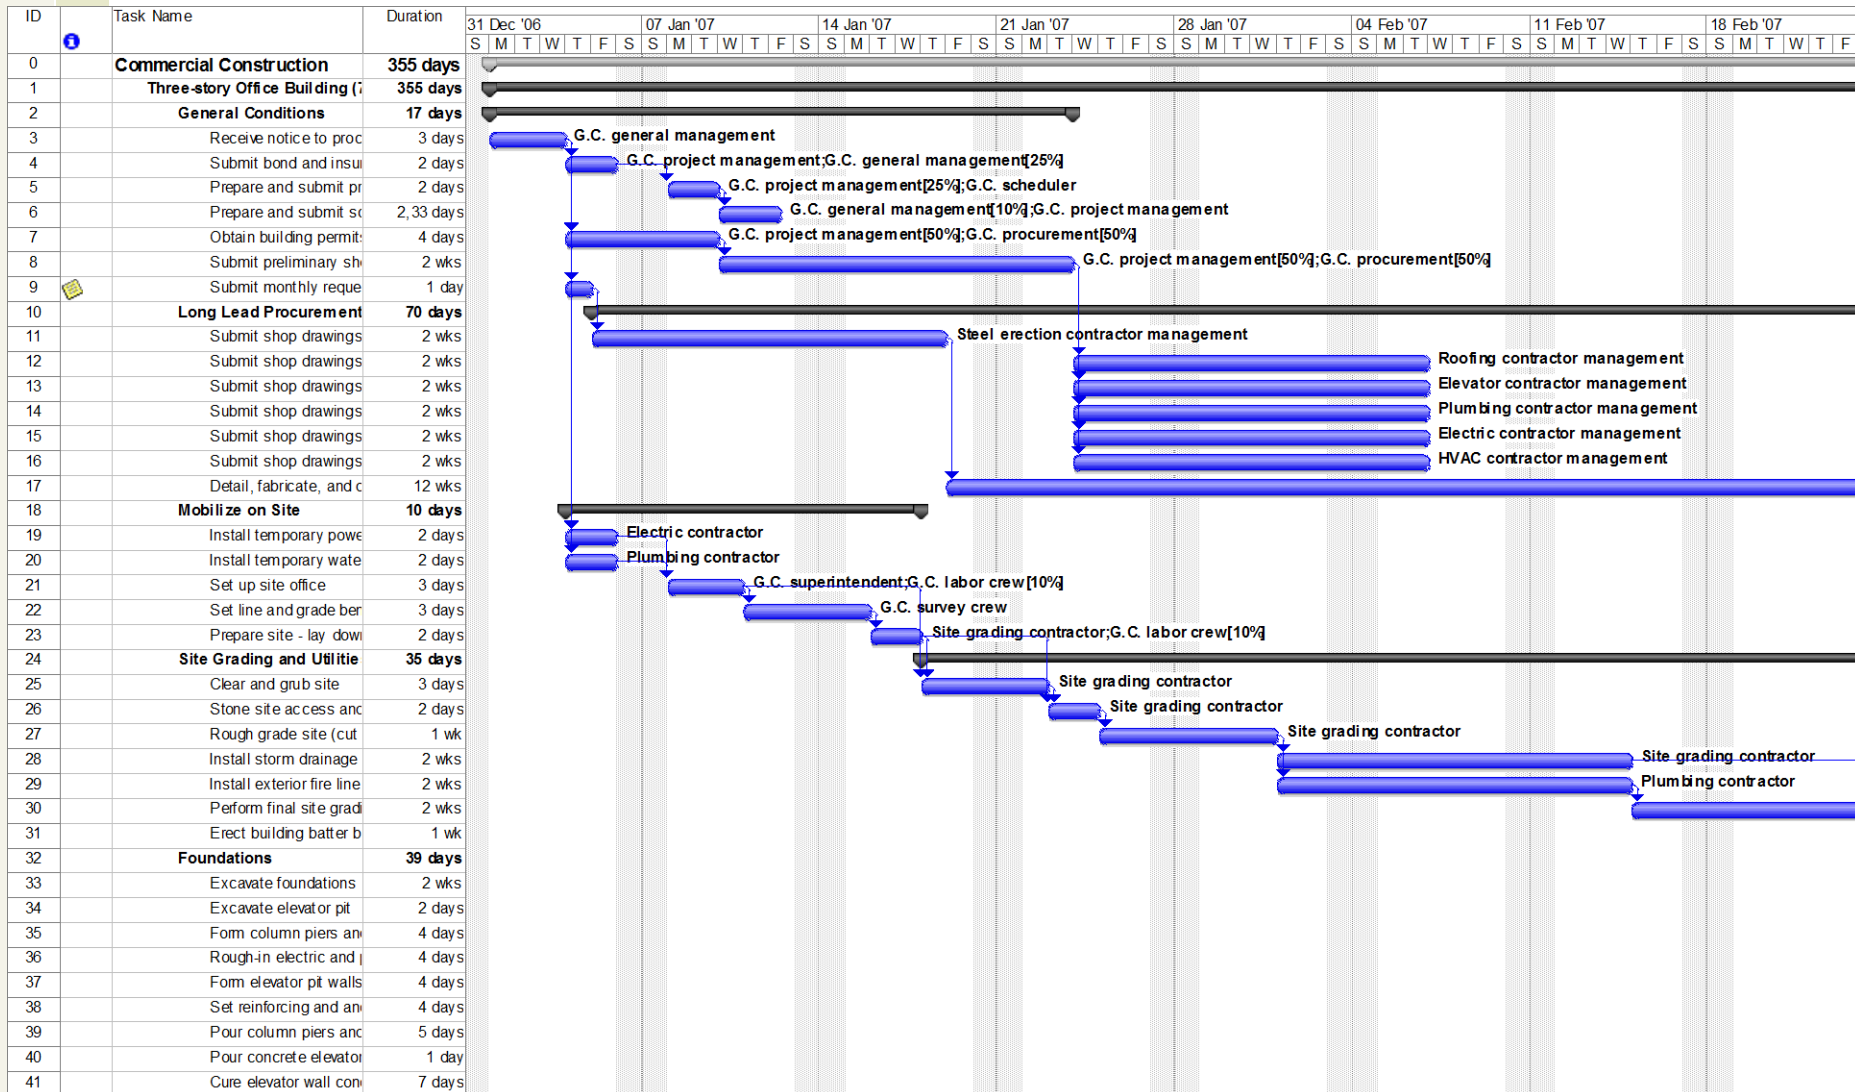 ID Task Name Duration 31 Dec '06 07 Jan '07 14 Jan '07 21 Jan '07 28 Jan '07 04 Feb '07 11 Feb '07 18 Feb '07
S M T W T F S S M T W T F S S M T W T F S S M T W T F S S M T W T F S S M T W T F S S M T W T F S S M T W T F
0 Commercial Construction 355 days
1 Three-story Office Building (7 355 days
2 General Conditions 17 days
3 Receive notice to proc 3 days G.C. general management
4 Submit bond and insur 2 days G.C. project management;G.C. general management[25%]
5 Prepare and submit pr 2 days G.C. project management[25%];G.C. scheduler
6 Prepare and submit sc 2,33 days G.C. general management[10%];G.C. project management
7 Obtain building permits 4 days G.C. project management[50%];G.C. procurement[50%]
8 Submit preliminary sho 2 wks G.C. project management[50%];G.C. procurement[50%]
9 Submit monthly reque 1 day
10 Long Lead Procurement 70 days
11 Submit shop drawings 2 wks Steel erection contractor management
12 Submit shop drawings 2 wks Roofing contractor management
13 Submit shop drawings 2 wks Elevator contractor management
14 Submit shop drawings 2 wks Plumbing contractor management
15 Submit shop drawings 2 wks Electric contractor management
16 Submit shop drawings 2 wks HVAC contractor management
17 Detail, fabricate, and d 12 wks
18 Mobilize on Site 10 days
19 Install temporary powe 2 days Electric contractor
20 Install temporary wate 2 days Plumbing contractor
21 Set up site office 3 days G.C. superintendent;G.C. labor crew[10%]
22 Set line and grade ben 3 days G.C. survey crew
23 Prepare site - lay down 2 days Site grading contractor;G.C. labor crew[10%]
24 Site Grading and Utilitie 35 days
25 Clear and grub site 3 days Site grading contractor
26 Stone site access and 2 days Site grading contractor
27 Rough grade site (cut 1 wk Site grading contractor
28 Install storm drainage 2 wks Site grading contractor
29 Install exterior fire line 2 wks Plumbing contractor
30 Perform final site gradi 2 wks
31 Erect building batter b 1 wk
32 Foundations 39 days
33 Excavate foundations 2 wks
34 Excavate elevator pit 2 days
35 Form column piers and 4 days
36 Rough-in electric and p 4 days
37 Form elevator pit walls 4 days
38 Set reinforcing and an 4 days
39 Pour column piers and 5 days
40 Pour concrete elevator 1 day
41 Cure elevator wall con 7 days